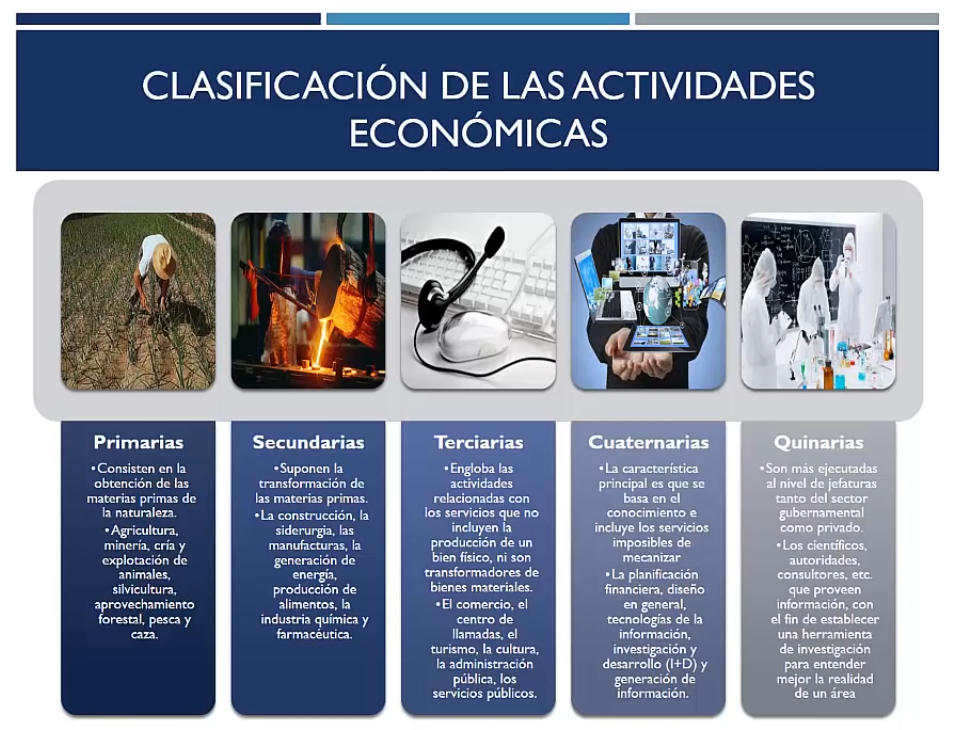 CLASIFICACIÓN DE LAS ACTIVIDADES
ECONÓMICAS
Primarias
•Consisten en la
obtención de las
materias primas de
la naturaleza.
•Agricultura,
minería, cría y
explotación de
animales,
silvicultura,
aprovechamiento
forestal, pesca y
caza.
Secundarias
•Suponen la
transformación de
las materias primas.
•La construcción, la
siderurgia, las
manufacturas, la
generación de
energía,
producción de
alimentos, la
industria química y
farmacéutica.
Terciarias
•Engloba las
actividades
relacionadas con
los servicios que no
incluyen la
producción de un
bien físico, ni son
transformadores de
bienes materiales.
•El comercio, el
centro de
llamadas, el
turismo, la cultura,
la administración
pública, los
servicios públicos.
Cuaternarias
•La característica
principal es que se
basa en el
conocimiento e
incluye los servicios
imposibles de
mecanizar
•La planificación
financiera, diseño
en general,
tecnologías de la
información,
investigación y
desarrollo (I+D) y
generación de
información.
Quinarias
•Son más ejecutadas
al nivel de jefaturas
tanto del sector
gubernamental
como privado.
•Los científicos,
autoridades,
consultores, etc.
que proveen
información, con
el fin de establecer
una herramienta
de investigación
para entender
mejor la realidad
de un área